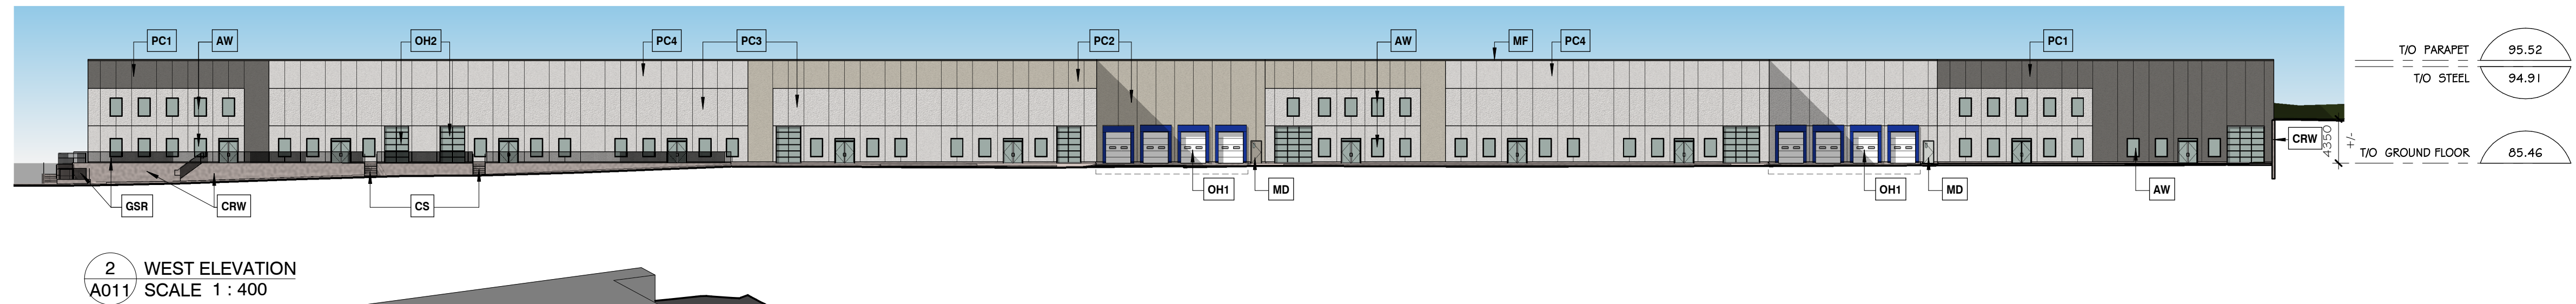 PC1
AW
OH2
PC4
PC3
PC2
AW
MF
PC4
PC1
T/O PARAPET 95.52
T/O STEEL 94.91
CRW
4350
+/-
T/O GROUND FLOOR 85.46
GSR
CRW
CS
OH1
MD
OH1
MD
AW
2
A011
WEST ELEVATION
SCALE 1 : 400